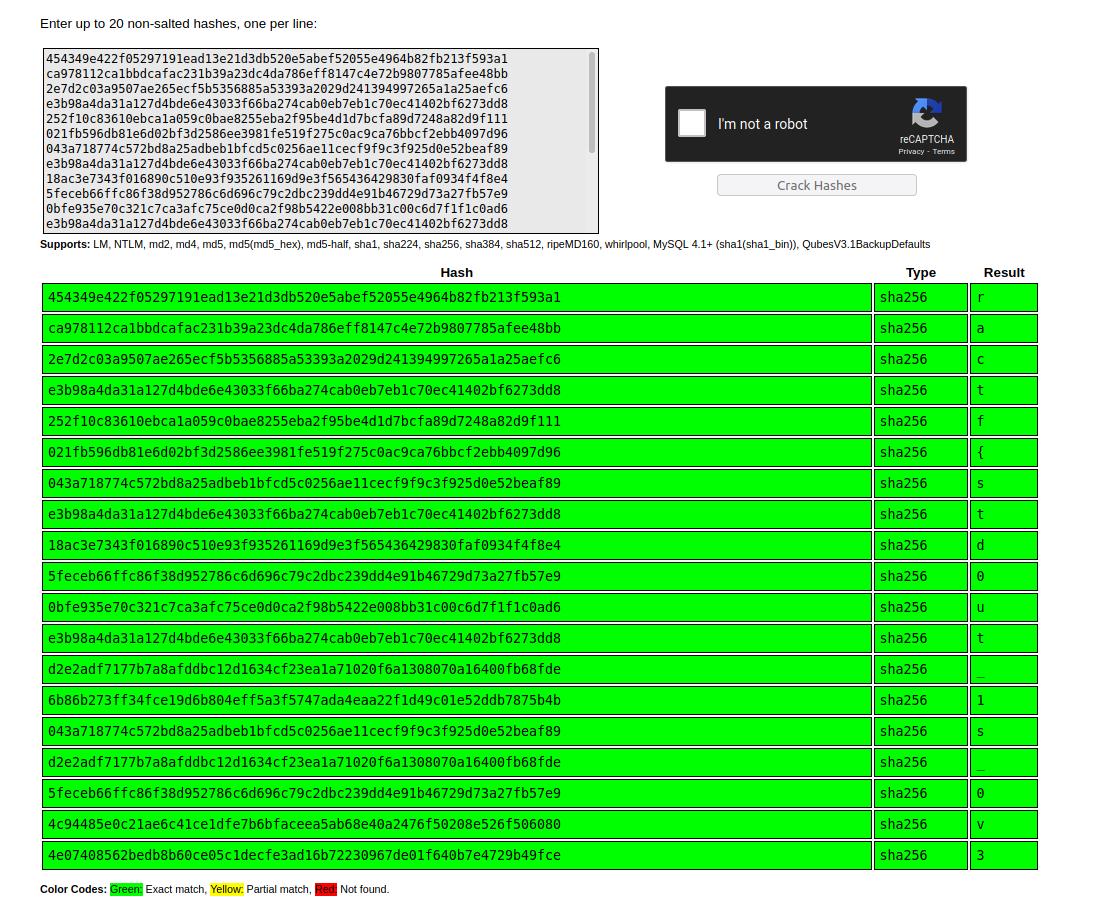 Enter up to 20 non-salted hashes, one per line:
454349e422f05297191ead13e21d3db520e5abef52055e4964b82fb213f593a1
ca978112ca1bbdcafac231b39a23dc4da786eff8147c4e72b9807785afee48bb
2e7d2c03a9507ae265ecf5b5356885a53393a2029d241394997265a1a25aefc6
e3b98a4da31a127d4bde6e43033f66ba274cab0eb7eb1c70ec41402bf6273dd8
252f10c83610ebca1a059c0bae8255eba2f95be4d1d7bcfa89d7248a82d9f111
021fb596db81e6d02bf3d2586ee3981fe519f275c0ac9ca76bbcf2ebb4097d96
043a718774c572bd8a25adbeb1bfcd5c0256ae11cecf9f9c3f925d0e52beaf89
e3b98a4da31a127d4bde6e43033f66ba274cab0eb7eb1c70ec41402bf6273dd8
18ac3e7343f016890c510e93f935261169d9e3f565436429830faf0934f4f8e4
5feceb66ffc86f38d952786c6d696c79c2dbc239dd4e91b46729d73a27fb57e9
0bfe935e70c321c7ca3afc75ce0d0ca2f98b5422e008bb31c00c6d7f1f1c0ad6
e3b98a4da31a127d4bde6e43033f66ba274cab0eb7eb1c70ec41402bf6273dd8
I'm not a robot
reCAPTCHA
Privacy - Terms
Crack Hashes
Supports: LM, NTLM, md2, md4, md5, md5(md5_hex), md5-half, sha1, sha224, sha256, sha384, sha512, ripeMD160, whirlpool, MySQL 4.1+ (sha1(sha1_bin)), QubesV3.1BackupDefaults
Hash Type Result
454349e422f05297191ead13e21d3db520e5abef52055e4964b82fb213f593a1 sha256 r
ca978112ca1bbdcafac231b39a23dc4da786eff8147c4e72b9807785afee48bb sha256 a
2e7d2c03a9507ae265ecf5b5356885a53393a2029d241394997265a1a25aefc6 sha256 c
e3b98a4da31a127d4bde6e43033f66ba274cab0eb7eb1c70ec41402bf6273dd8 sha256 t
252f10c83610ebca1a059c0bae8255eba2f95be4d1d7bcfa89d7248a82d9f111 sha256 f
021fb596db81e6d02bf3d2586ee3981fe519f275c0ac9ca76bbcf2ebb4097d96 sha256 {
043a718774c572bd8a25adbeb1bfcd5c0256ae11cecf9f9c3f925d0e52beaf89 sha256 s
e3b98a4da31a127d4bde6e43033f66ba274cab0eb7eb1c70ec41402bf6273dd8 sha256 t
18ac3e7343f016890c510e93f935261169d9e3f565436429830faf0934f4f8e4 sha256 d
5feceb66ffc86f38d952786c6d696c79c2dbc239dd4e91b46729d73a27fb57e9 sha256 0
0bfe935e70c321c7ca3afc75ce0d0ca2f98b5422e008bb31c00c6d7f1f1c0ad6 sha256 u
e3b98a4da31a127d4bde6e43033f66ba274cab0eb7eb1c70ec41402bf6273dd8 sha256 t
d2e2adf7177b7a8afddbc12d1634cf23ea1a71020f6a1308070a16400fb68fde sha256 _
6b86b273ff34fce19d6b804eff5a3f5747ada4eaa22f1d49c01e52ddb7875b4b sha256 1
043a718774c572bd8a25adbeb1bfcd5c0256ae11cecf9f9c3f925d0e52beaf89 sha256 s
d2e2adf7177b7a8afddbc12d1634cf23ea1a71020f6a1308070a16400fb68fde sha256 _
5feceb66ffc86f38d952786c6d696c79c2dbc239dd4e91b46729d73a27fb57e9 sha256 0
4c94485e0c21ae6c41ce1dfe7b6bfaceea5ab68e40a2476f50208e526f506080 sha256 v
4e07408562bedb8b60ce05c1decfe3ad16b72230967de01f640b7e4729b49fce sha256 3
Color Codes: Green: Exact match, Yellow: Partial match, Red: Not found.